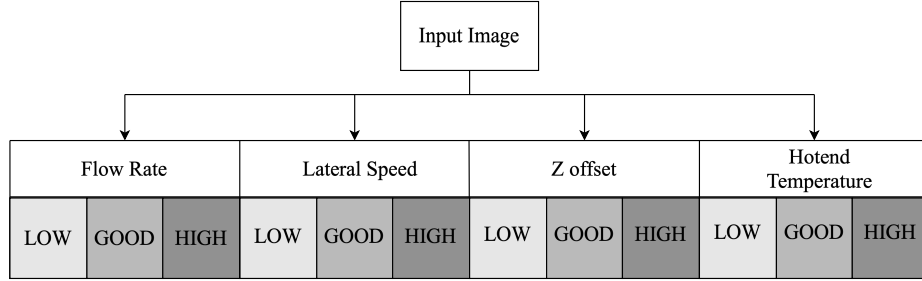 Input Image
Flow Rate
Lateral Speed
Z offset
Hotend
Temperature
LOW GOOD HIGH LOW GOOD HIGH LOW GOOD HIGH LOW GOOD HIGH